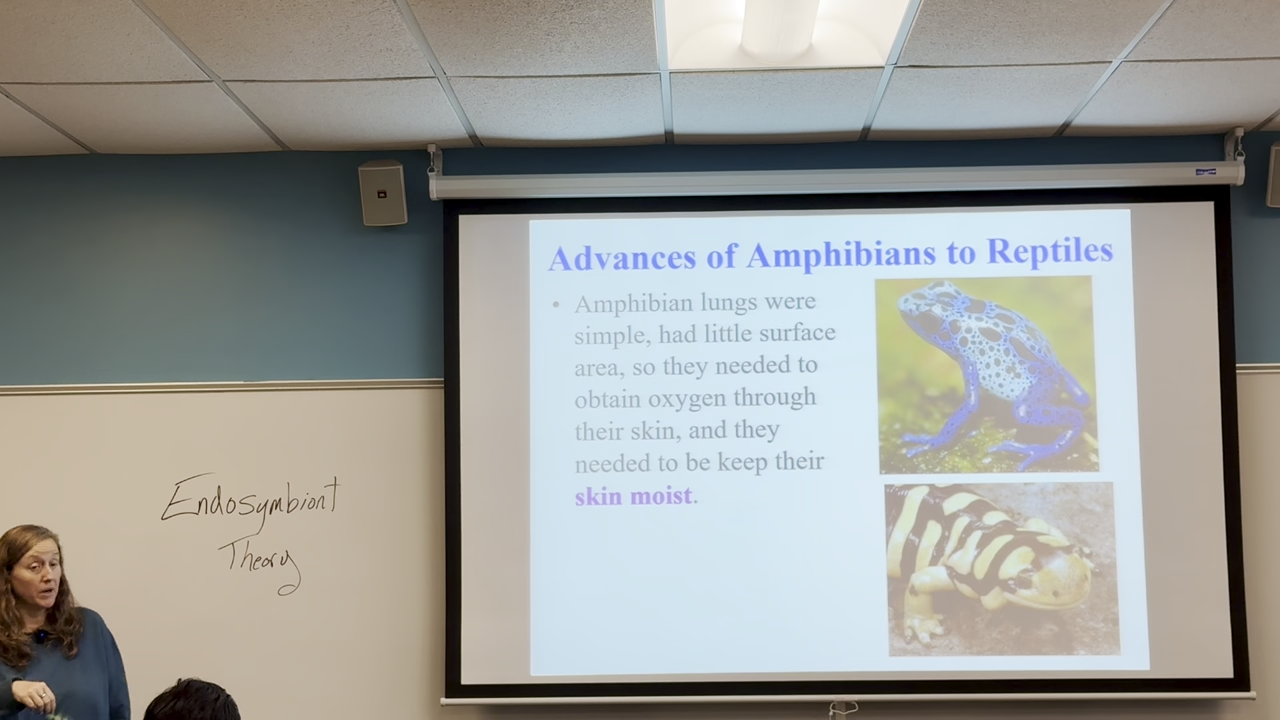 Advances of Amphibians to Reptiles
• Amphibian lungs were
simple, had little surface
area, so they needed to
obtain oxygen through
their skin, and they
needed to be keep their
skin moist.
Endosymbiont
Theory